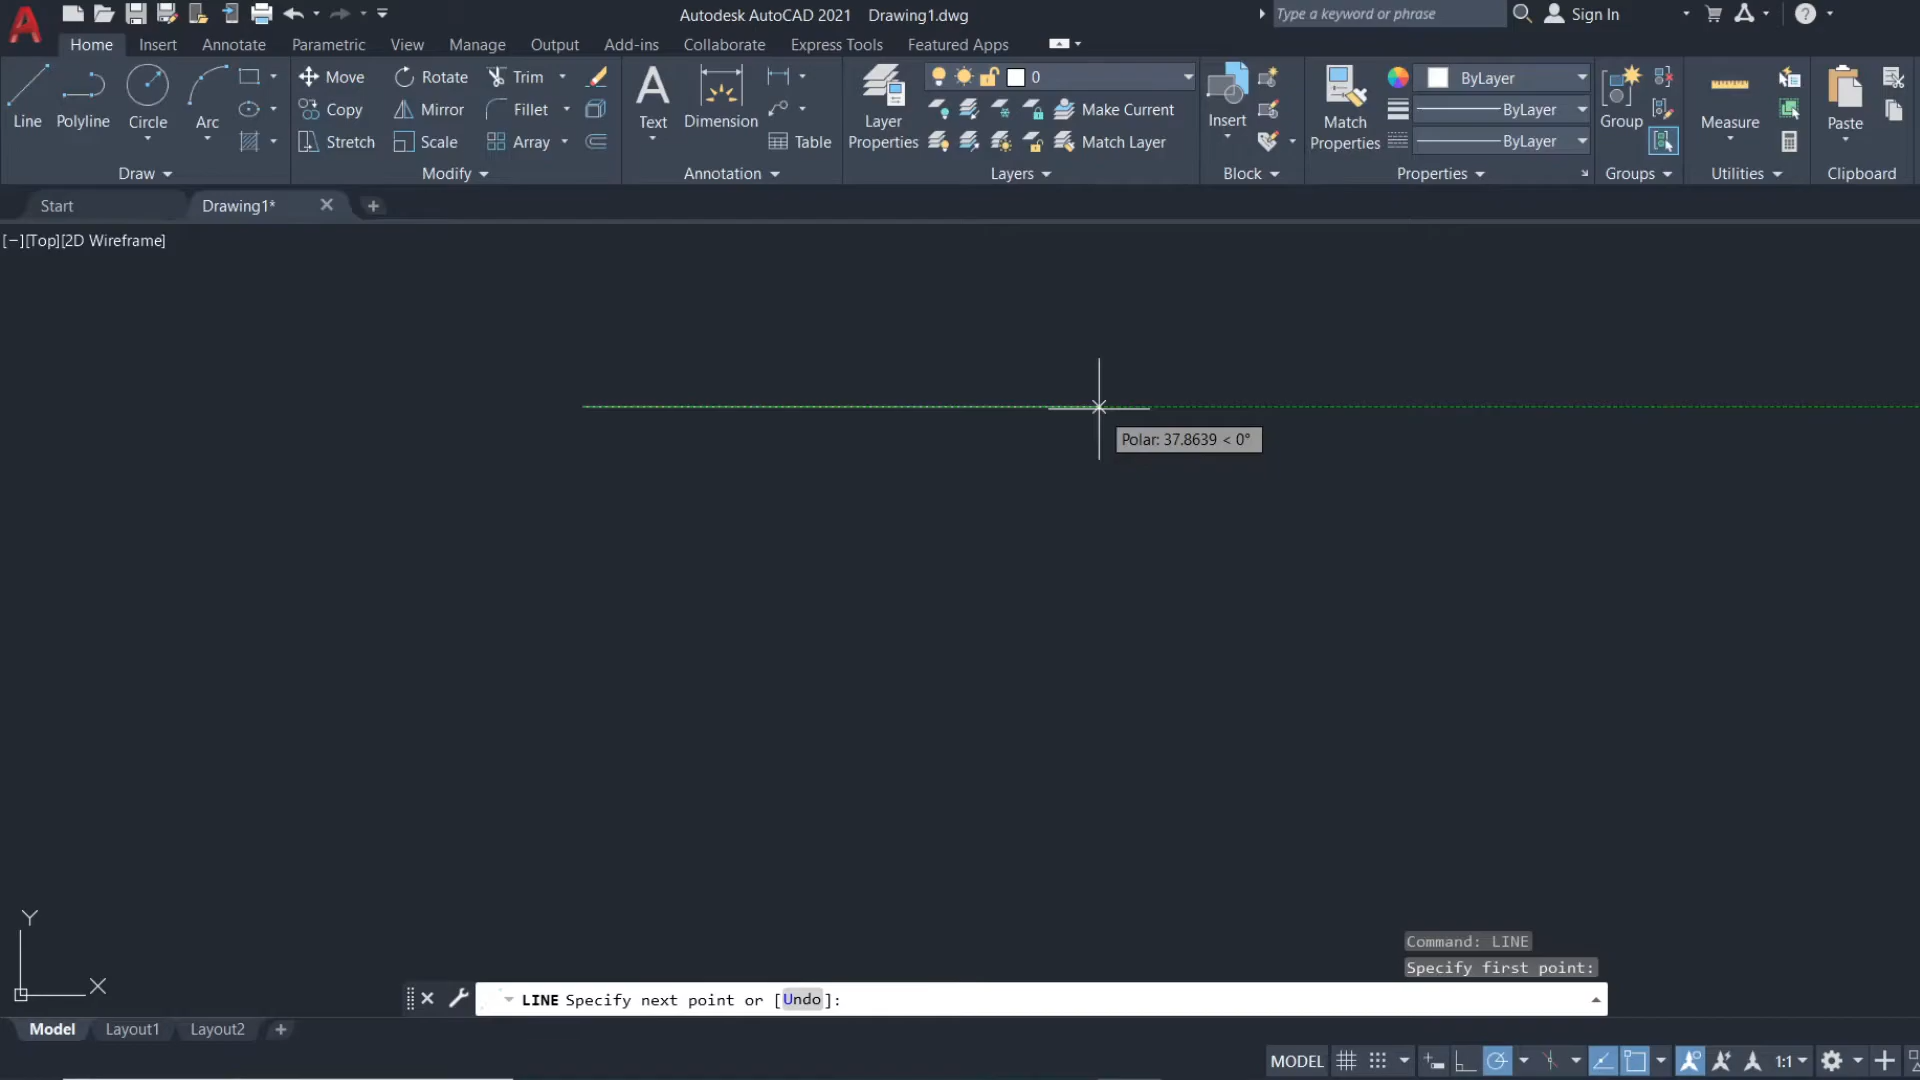 Autodesk AutoCAD 2021 Drawing1.dwg
Type a keyword or phrase
Sign In
Home Insert Annotate Parametric View Manage Output Add-ins Collaborate Express Tools Featured Apps
Line
Polyline
Circle
Arc
Draw
Move Rotate Trim
Copy Mirror Fillet
Stretch Scale Array
Modify
Text
Dimension
Table
Annotation
Layer
Properties
0
Make Current
Match Layer
Layers
Insert
Block
Match
Properties
ByLayer
ByLayer
ByLayer
Properties
Group
Groups
Measure
Utilities
Paste
Clipboard
Start
Drawing1*
[−][Top][2D Wireframe]
Polar: 37.8639 < 0°
Y
X
Command: LINE
Specify first point:
LINE Specify next point or [Undo]:
Model Layout1 Layout2
MODEL
1:1